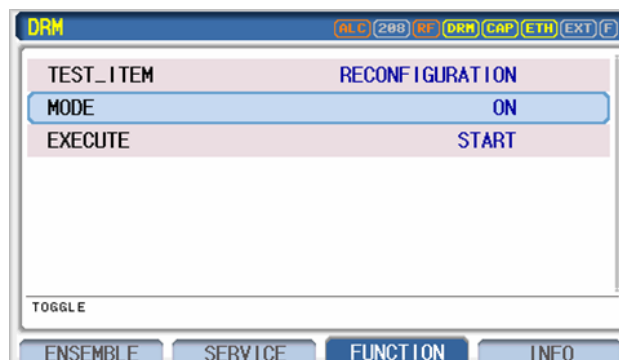 DRM ALC 208 RF DRM CAP ETH EXT F
TEST_ITEM RECONFIGURATION
MODE ON
EXECUTE START
TOGGLE
ENSEMBLE SERVICE FUNCTION INFO